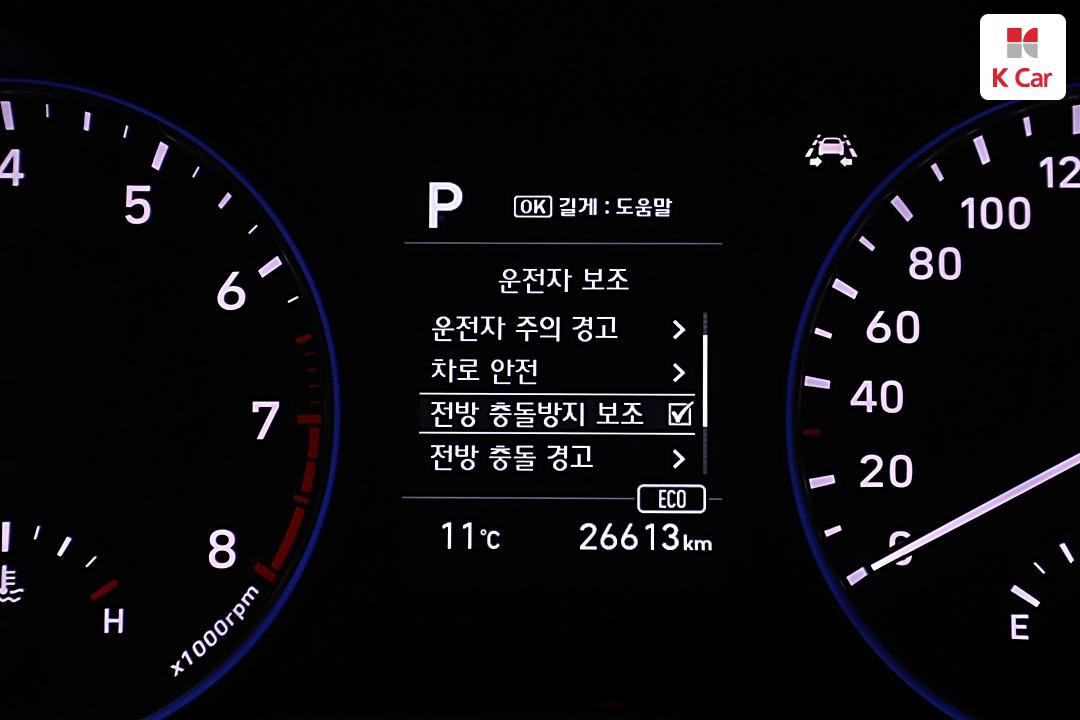 K Car
4
5
6
7
8
x1000rpm
H
P
OK 길게 : 도움말
운전자 보조
운전자 주의 경고 >
차로 안전 >
전방 충돌방지 보조
전방 충돌 경고 >
ECO
11℃ 26613km
120
100
80
60
40
20
0
E